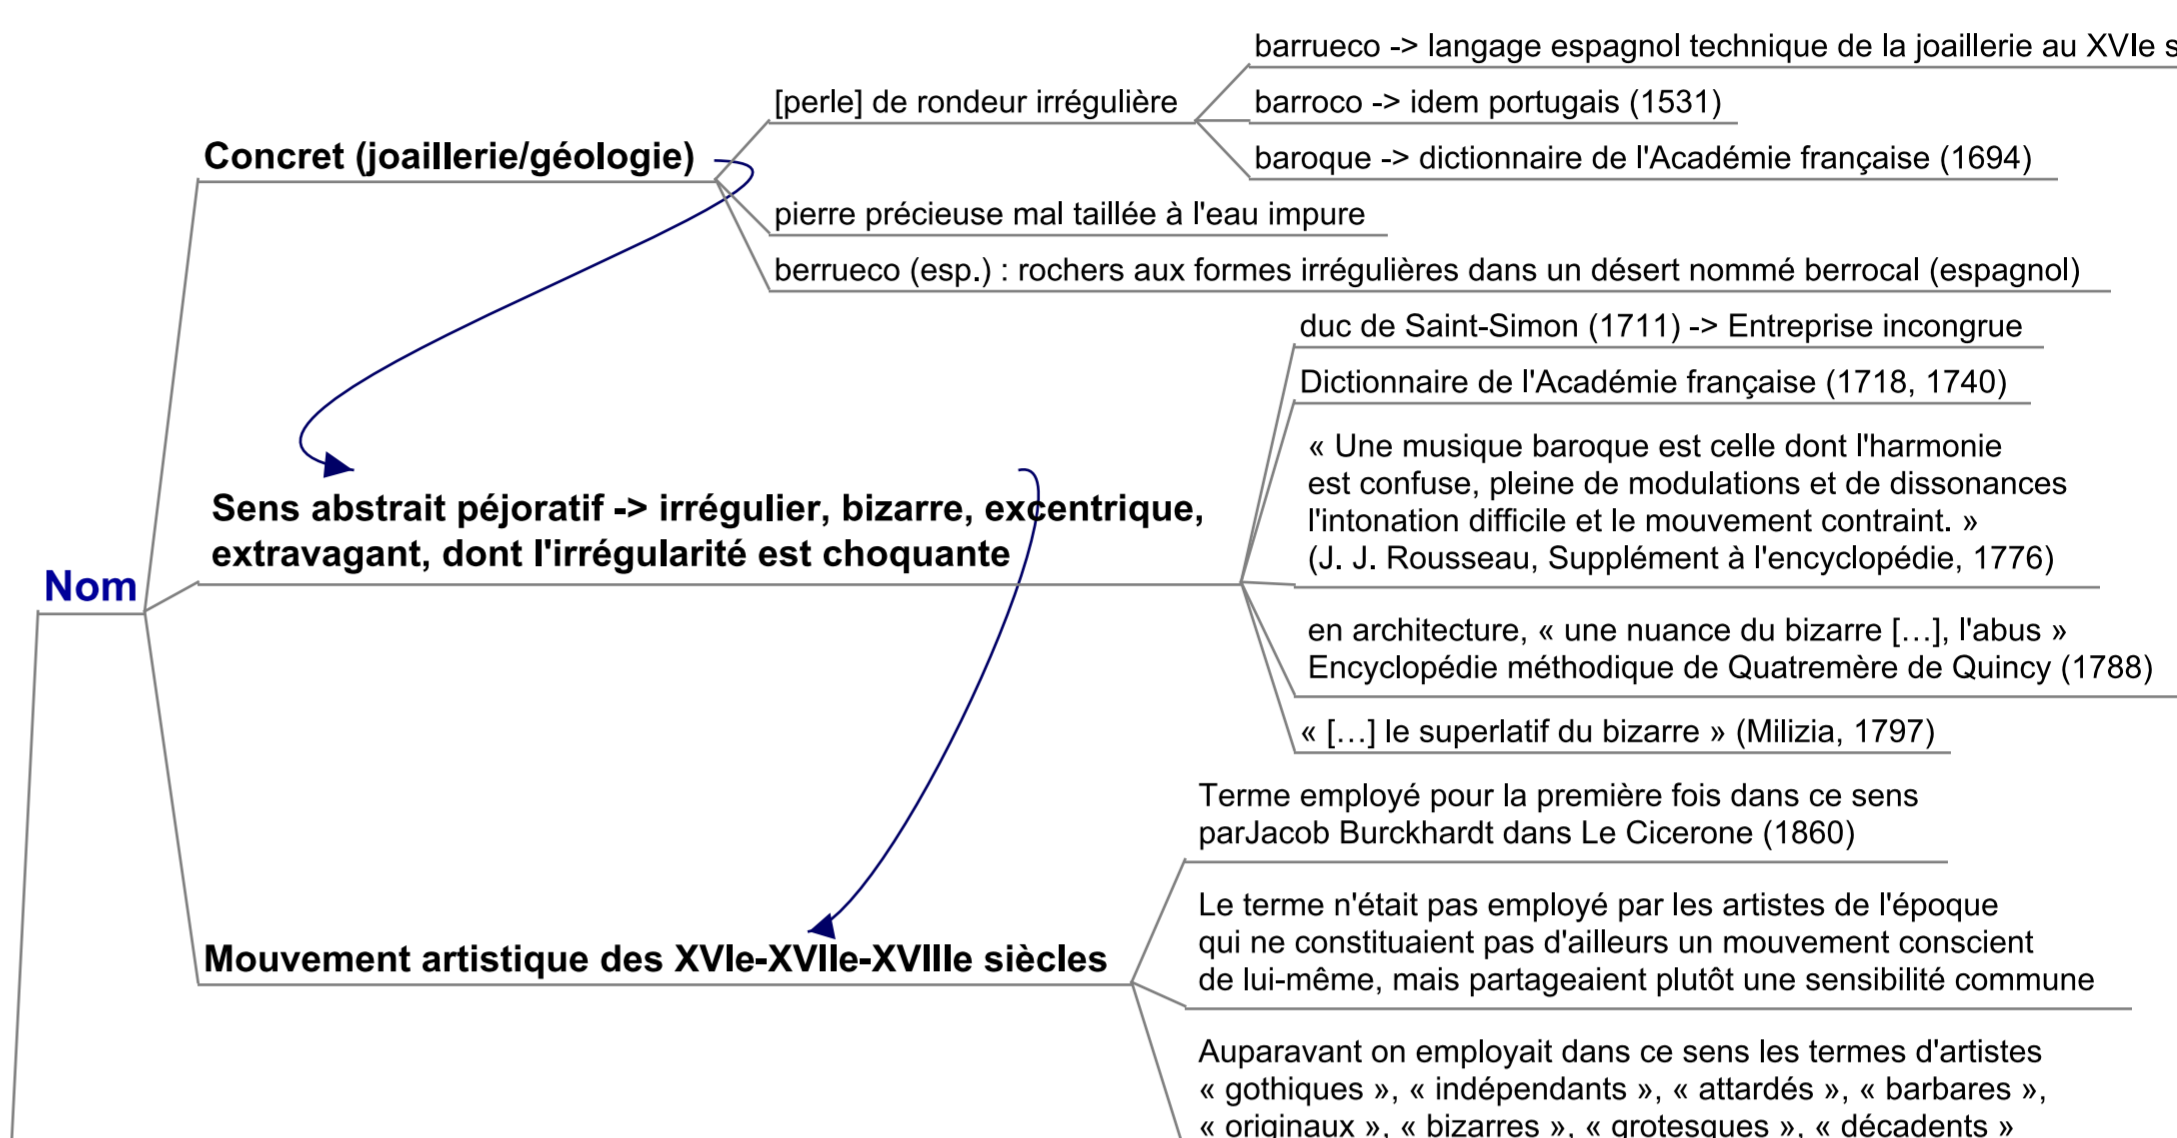 barrueco -> langage espagnol technique de la joaillerie au XVIe
[perle] de rondeur irrégulière
barroco -> idem portugais (1531)
Concret (joaillerie/géologie)
baroque -> dictionnaire de l'Académie française (1694)
pierre précieuse mal taillée à l'eau impure
berrueco (esp.) : rochers aux formes irrégulières dans un désert nommé berrocal (espagnol)
duc de Saint-Simon (1711) -> Entreprise incongrue
Dictionnaire de l'Académie française (1718, 1740)
« Une musique baroque est celle dont l'harmonie
est confuse, pleine de modulations et de dissonances
l'intonation difficile et le mouvement contraint. »
(J. J. Rousseau, Supplément à l'encyclopédie, 1776)
Sens abstrait péjoratif -> irrégulier, bizarre, excentrique,
extravagant, dont l'irrégularité est choquante
Nom
en architecture, « une nuance du bizarre […], l'abus »
Encyclopédie méthodique de Quatremère de Quincy (1788)
« […] le superlatif du bizarre » (Milizia, 1797)
Terme employé pour la première fois dans ce sens
parJacob Burckhardt dans Le Cicerone (1860)
Le terme n'était pas employé par les artistes de l'époque
qui ne constituaient pas d'ailleurs un mouvement conscient
de lui-même, mais partageaient plutôt une sensibilité commune
Mouvement artistique des XVIe-XVIIe-XVIIIe siècles
Auparavant on employait dans ce sens les termes d'artistes
« gothiques », « indépendants », « attardés », « barbares »,
« originaux », « bizarres », « grotesques », « décadents »